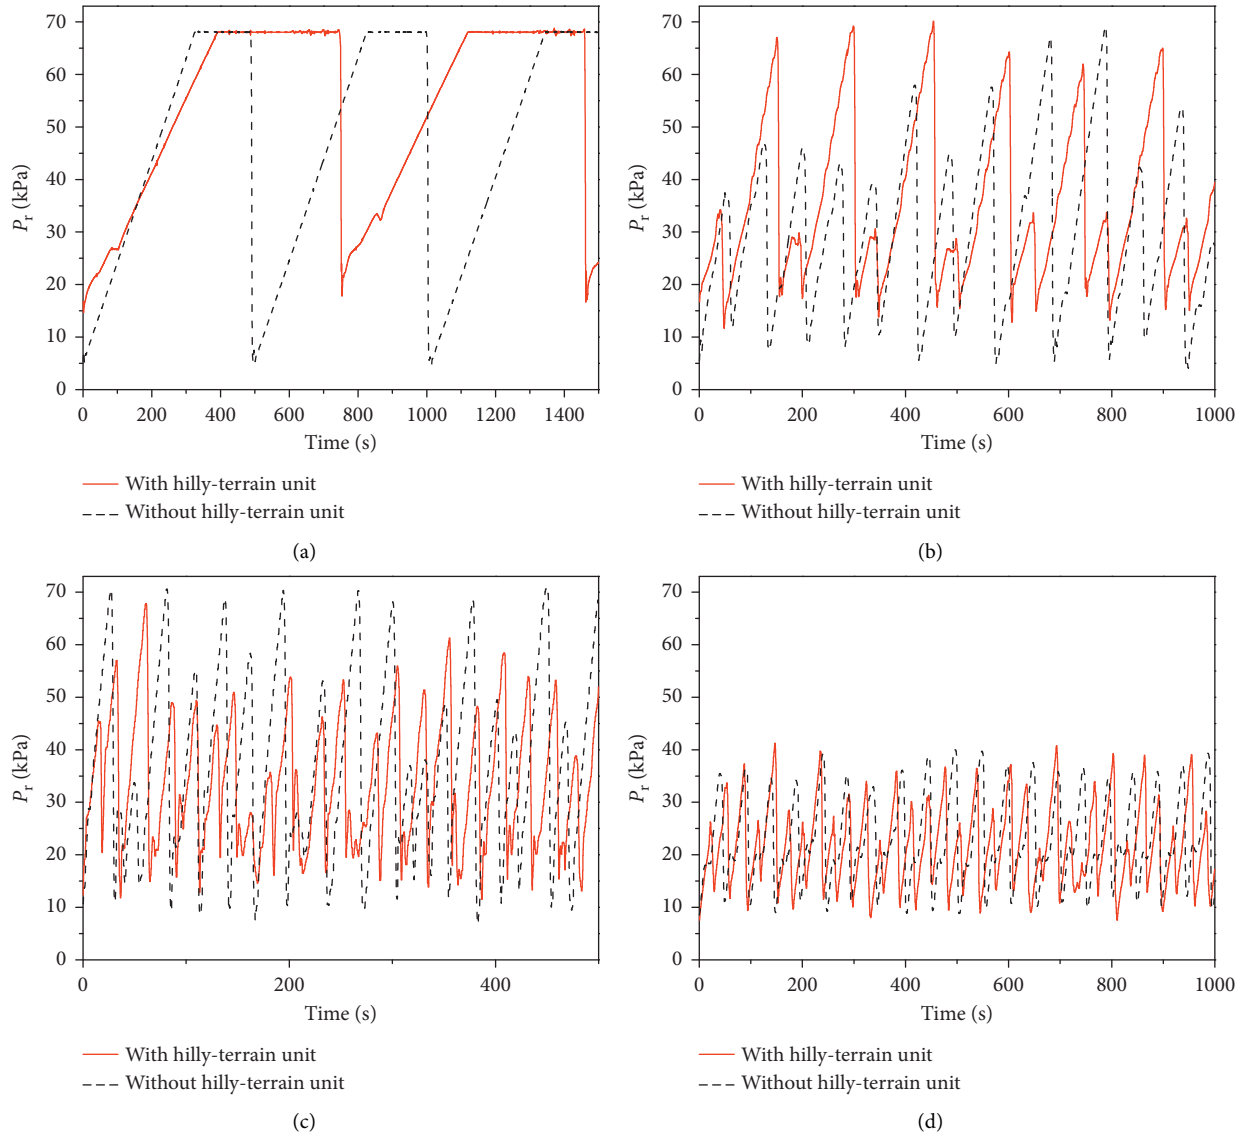 70
60
50
40
30
20
10
0
P_r (kPa)
0 200 400 600 800 1000 1200 1400
Time (s)
With hilly-terrain unit
Without hilly-terrain unit
(a)
70
60
50
40
30
20
10
0
P_r (kPa)
0 200 400 600 800 1000
Time (s)
With hilly-terrain unit
Without hilly-terrain unit
(b)
70
60
50
40
30
20
10
0
P_r (kPa)
0 200 400
Time (s)
With hilly-terrain unit
Without hilly-terrain unit
(c)
70
60
50
40
30
20
10
0
P_r (kPa)
0 200 400 600 800 1000
Time (s)
With hilly-terrain unit
Without hilly-terrain unit
(d)